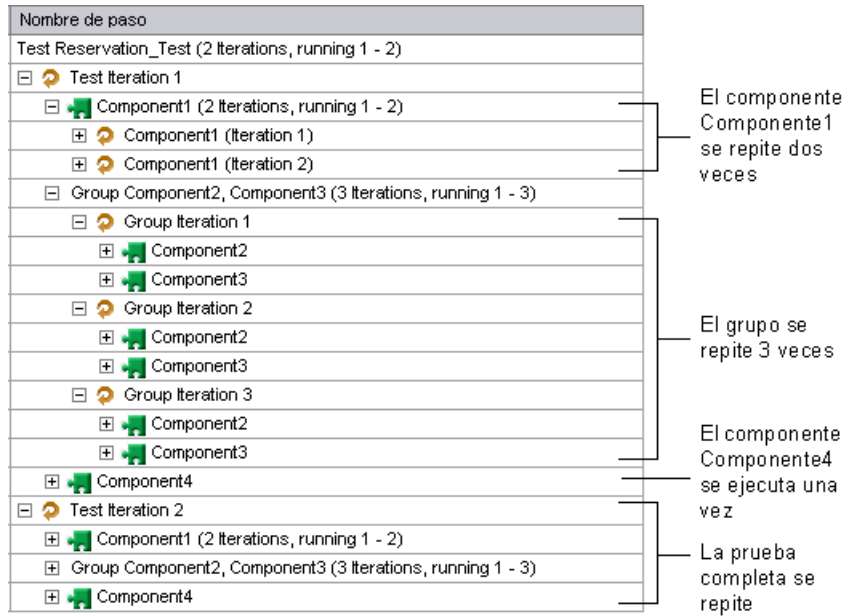 Nombre de paso
Test Reservation_Test (2 Iterations, running 1 - 2)
Test Iteration 1
Component1 (2 Iterations, running 1 - 2)
Component1 (Iteration 1)
Component1 (Iteration 2)
Group Component2, Component3 (3 Iterations, running 1 - 3)
Group Iteration 1
Component2
Component3
Group Iteration 2
Component2
Component3
Group Iteration 3
Component2
Component3
Component4
Test Iteration 2
Component1 (2 Iterations, running 1 - 2)
Group Component2, Component3 (3 Iterations, running 1 - 3)
Component4
El componente
Componente1
se repite dos
veces
El grupo se
repite 3 veces
El componente
Componente4
se ejecuta una
vez
La prueba
completa se
repite